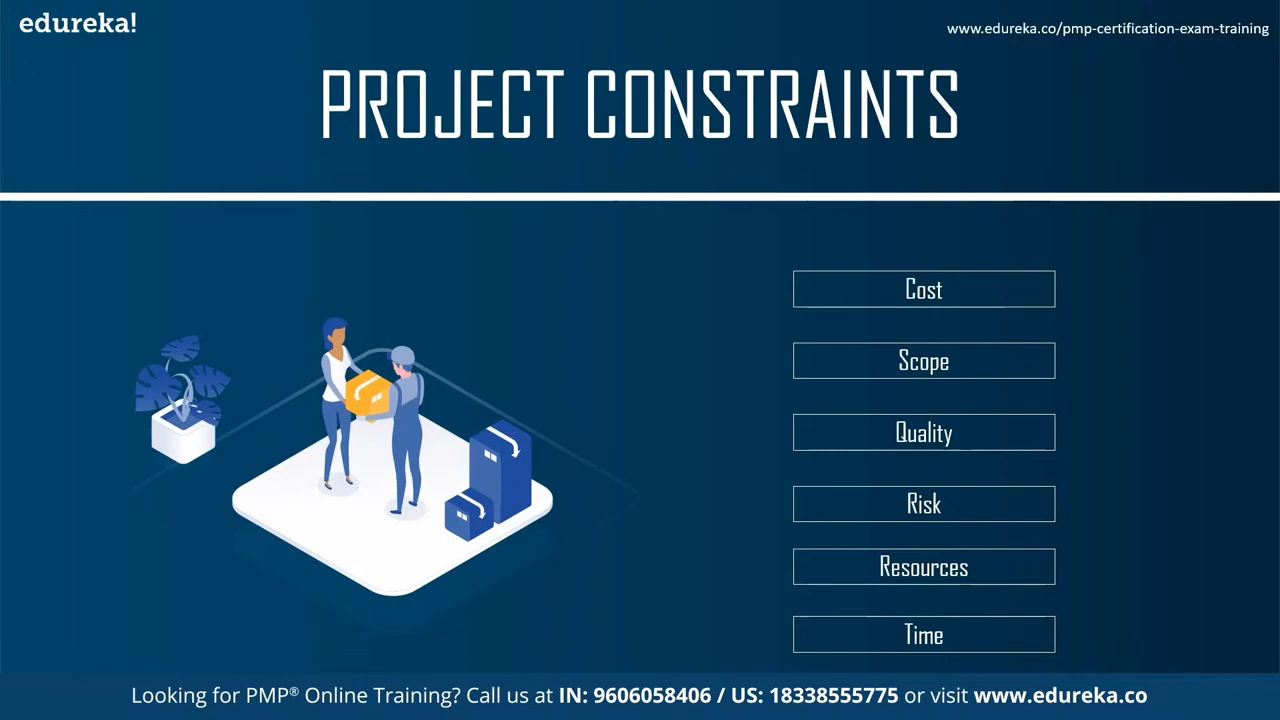 edureka!
www.edureka.co/pmp-certification-exam-training
PROJECT CONSTRAINTS
Cost
Scope
Quality
Risk
Resources
Time
Looking for PMP® Online Training? Call us at IN: 9606058406 / US: 18338555775 or visit www.edureka.co